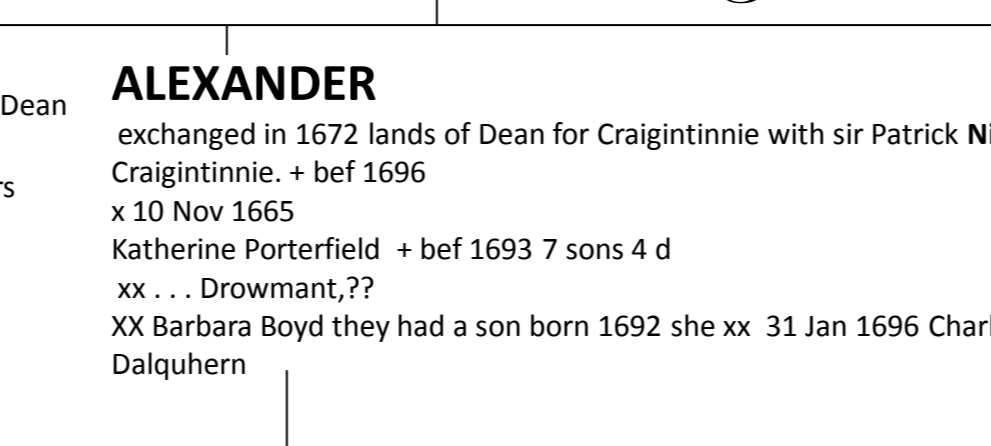 ALEXANDER
Dean
exchanged in 1672 lands of Dean for Craigintinnie with sir Patrick
Craigintinnie. + bef 1696
x 10 Nov 1665
Katherine Porterfield + bef 1693 7 sons 4 d
xx . . . Drowmant,??
XX Barbara Boyd they had a son born 1692 she xx 31 Jan 1696
Dalquhern